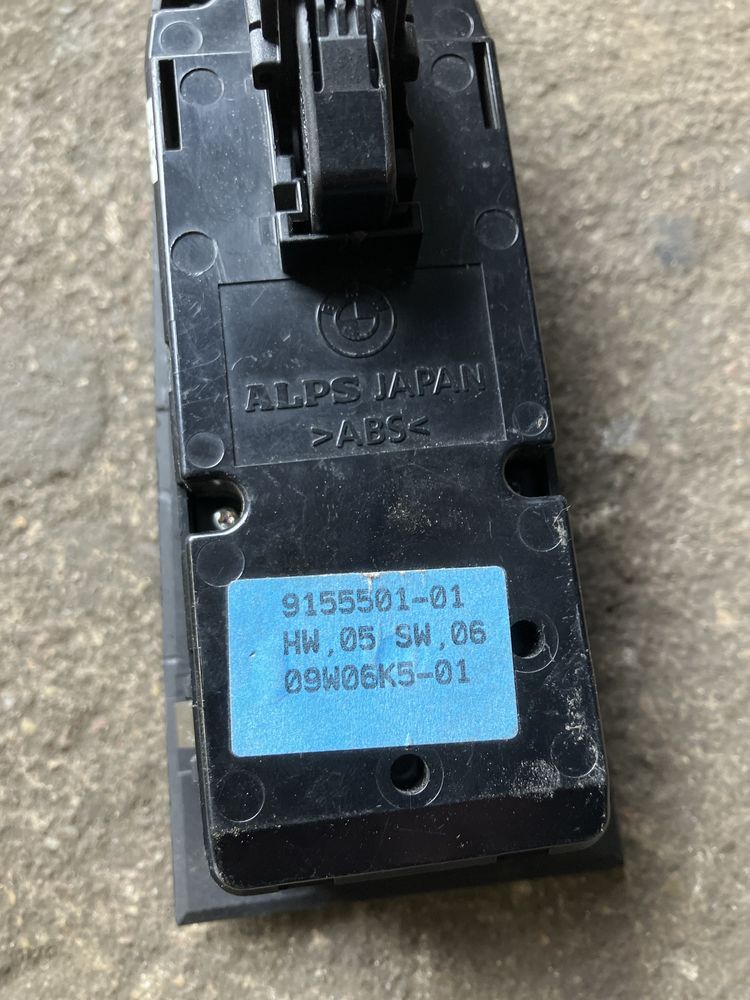 ALPS JAPAN
>ABS<
9155501-01
HW,05 SW,06
09W06K5-01